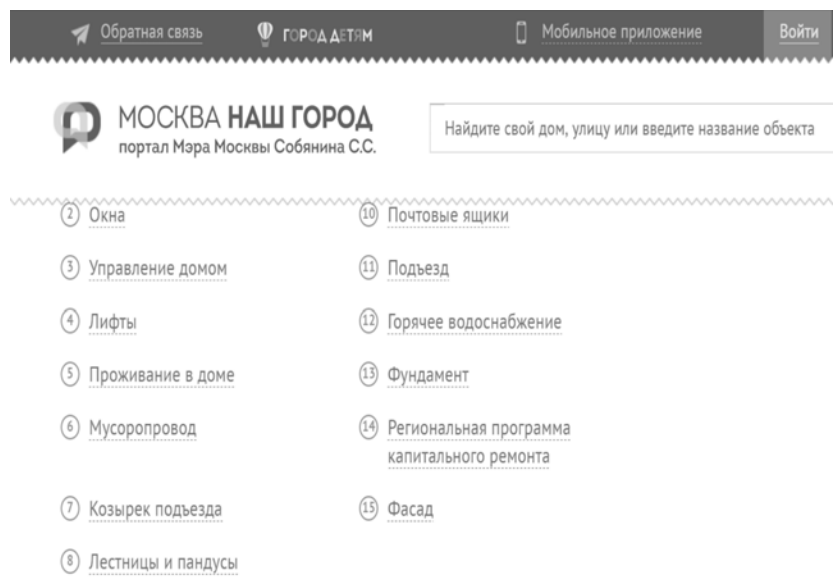 Обратная связь
ГОРОД ДЕТЯМ
Мобильное приложение
Войти
МОСКВА НАШ ГОРОД
портал Мэра Москвы Собянина С.С.
Найдите свой дом, улицу или введите название объекта
2 Окна
3 Управление домом
4 Лифты
5 Проживание в доме
6 Мусоропровод
7 Козырек подъезда
8 Лестницы и пандусы
10 Почтовые ящики
11 Подъезд
12 Горячее водоснабжение
13 Фундамент
14 Региональная программа
капитального ремонта
15 Фасад